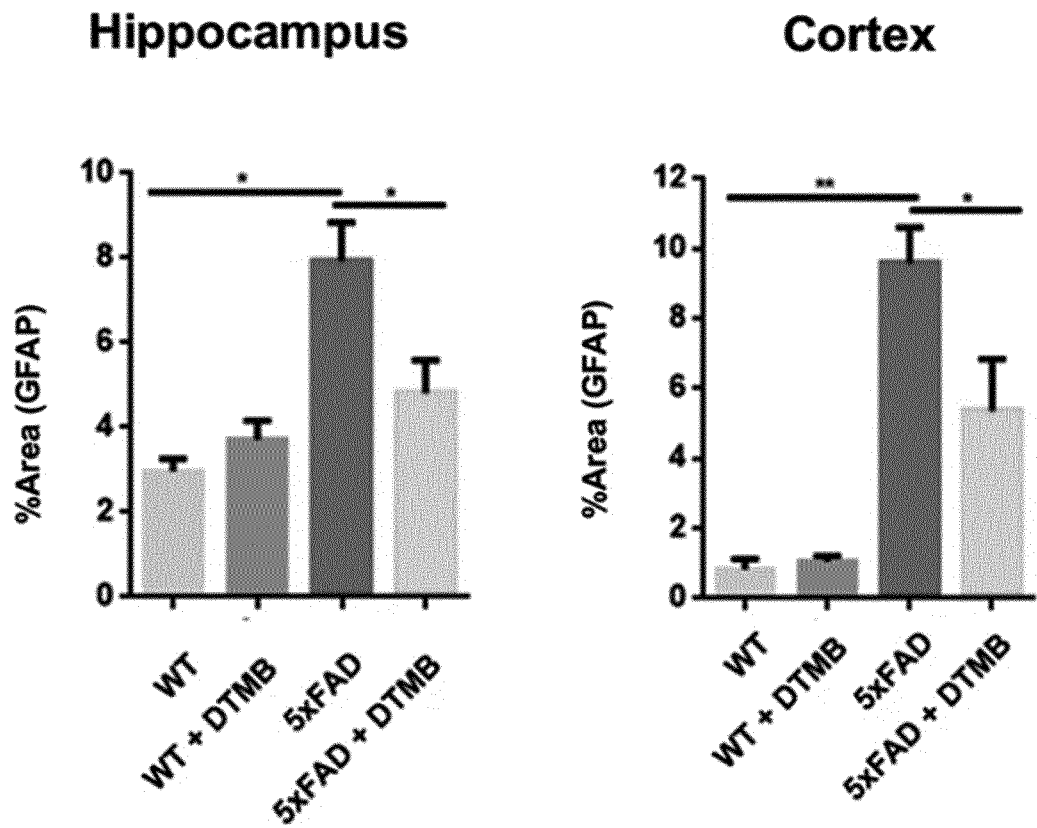 Hippocampus
Cortex
%Area (GFAP)
10
8
6
4
2
0
*
*
WT
WT + DTMB
5xFAD
5xFAD + DTMB
%Area (GFAP)
12
10
8
6
4
2
0
**
*
WT
WT + DTMB
5xFAD
5xFAD + DTMB